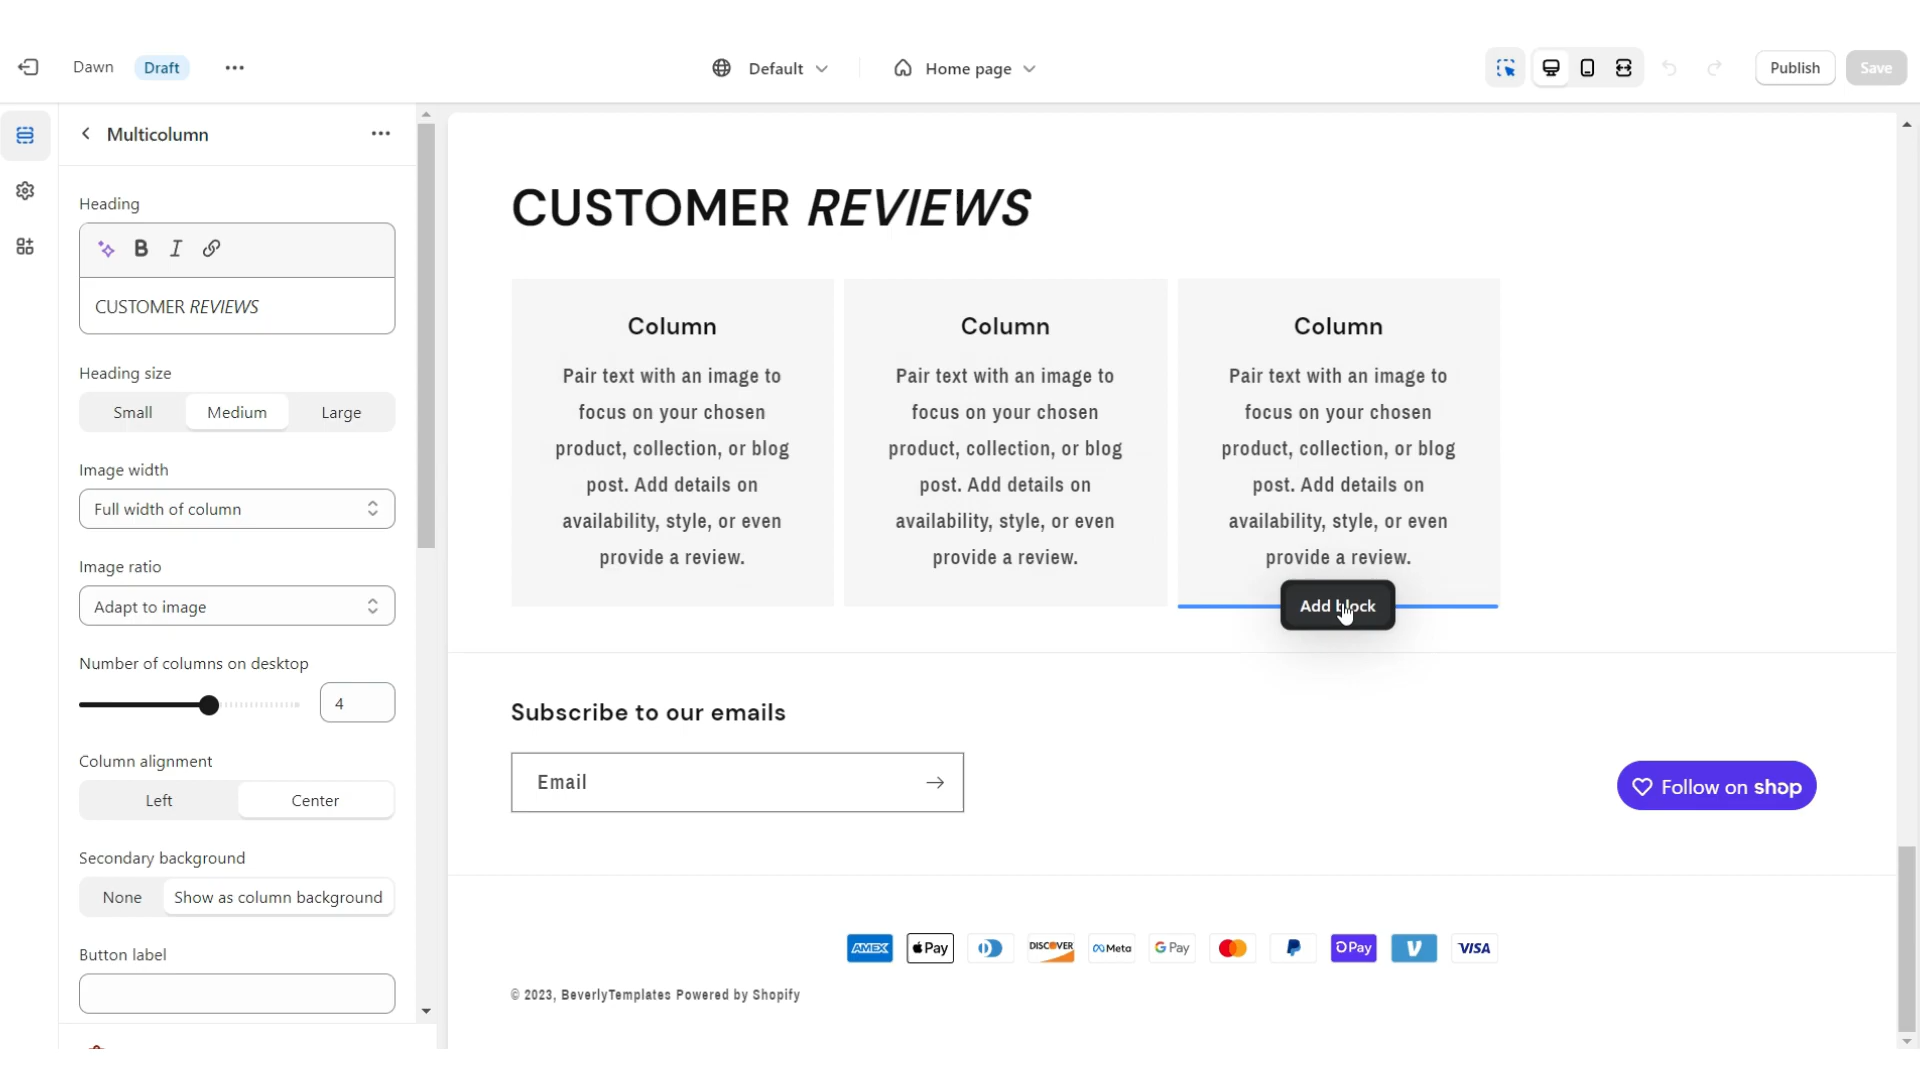 Dawn Draft Default Home page Publish Save
Multicolumn
Heading
B I
CUSTOMER REVIEWS
Heading size
Small Medium Large
Image width
Full width of column
Image ratio
Adapt to image
Number of columns on desktop
4
Column alignment
Left Center
Secondary background
None Show as column background
Button label
CUSTOMER REVIEWS
Column
Pair text with an image to
focus on your chosen
product, collection, or blog
post. Add details on
availability, style, or even
provide a review.
Column
Pair text with an image to
focus on your chosen
product, collection, or blog
post. Add details on
availability, style, or even
provide a review.
Column
Pair text with an image to
focus on your chosen
product, collection, or blog
post. Add details on
availability, style, or even
provide a review.
Add block
Subscribe to our emails
Email
Follow on shop
AMEX Pay DISCOVER Meta G Pay Pay V VISA
© 2023, BeverlyTemplates Powered by Shopify